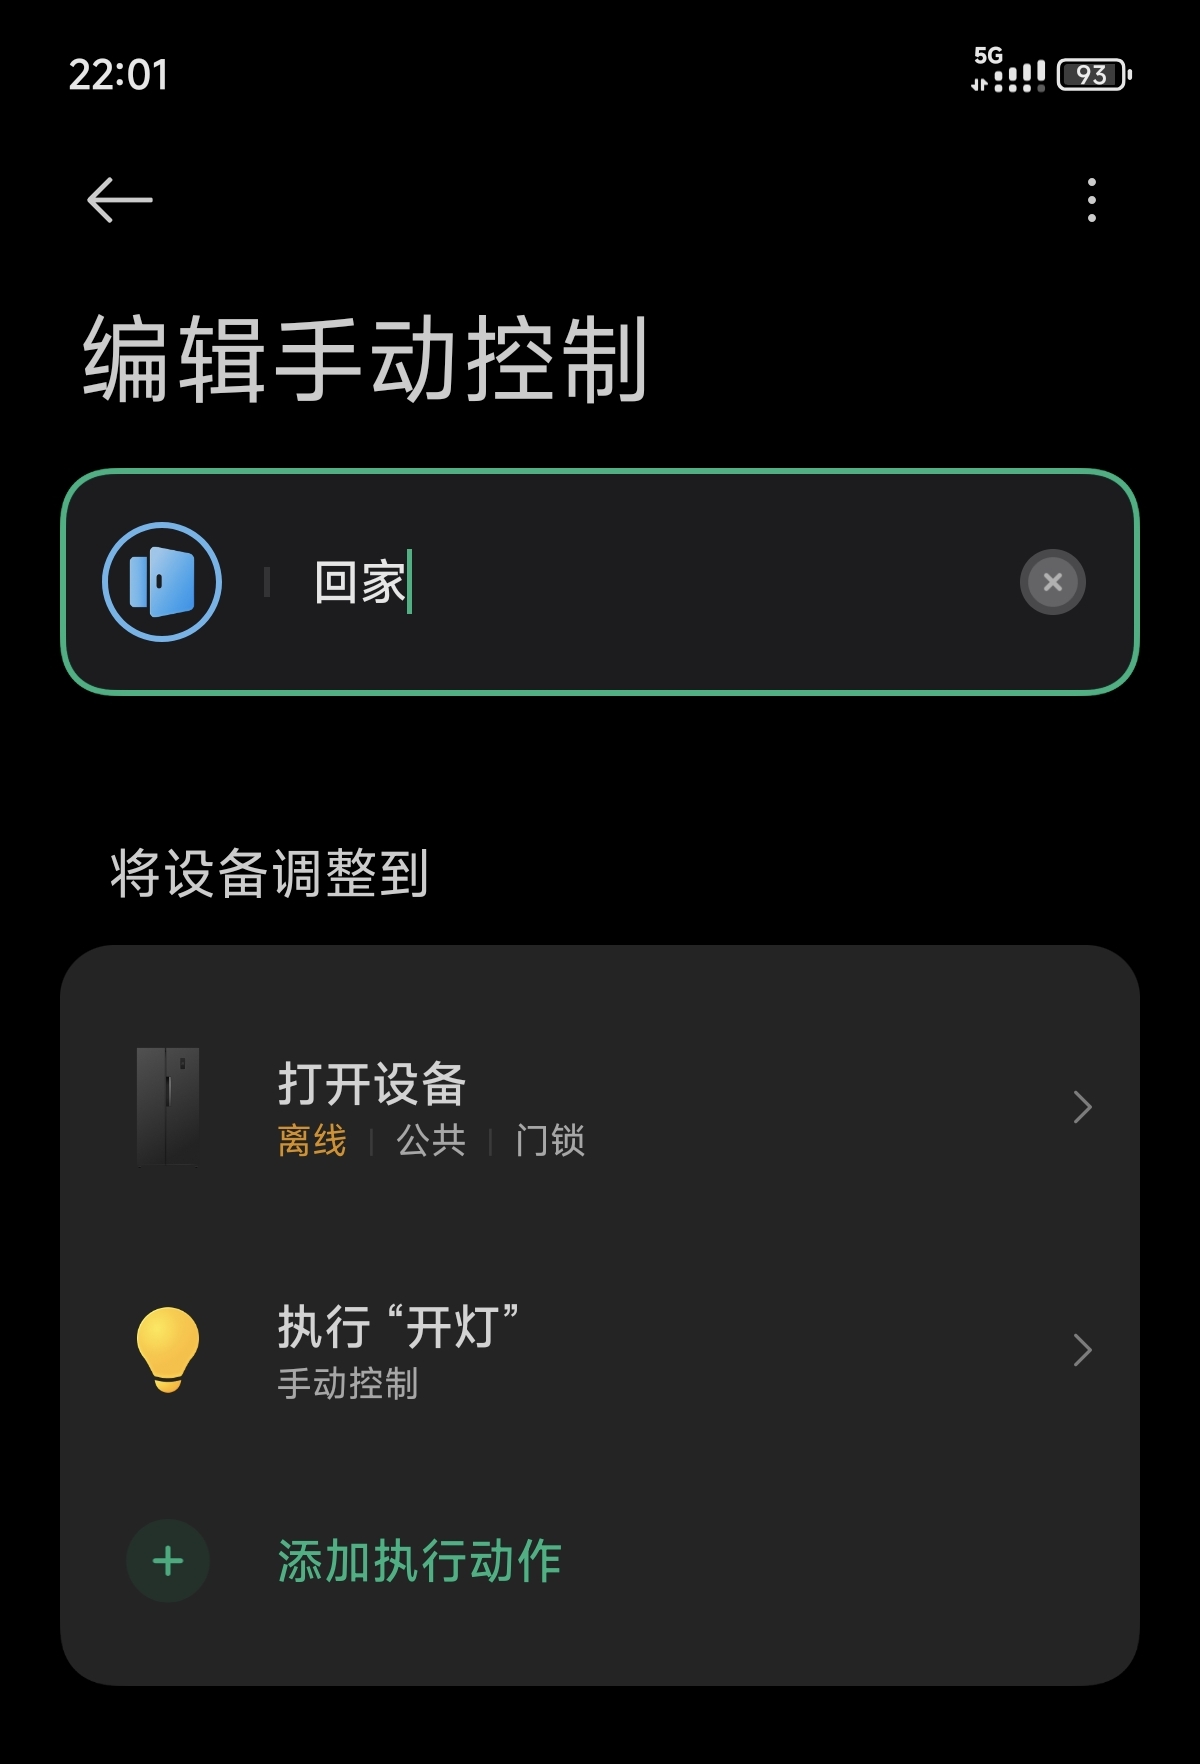 22:01
5G
93
编辑手动控制
回家
将设备调整到
打开设备
离线 | 公共 | 门锁
执行 “开灯”
手动控制
添加执行动作